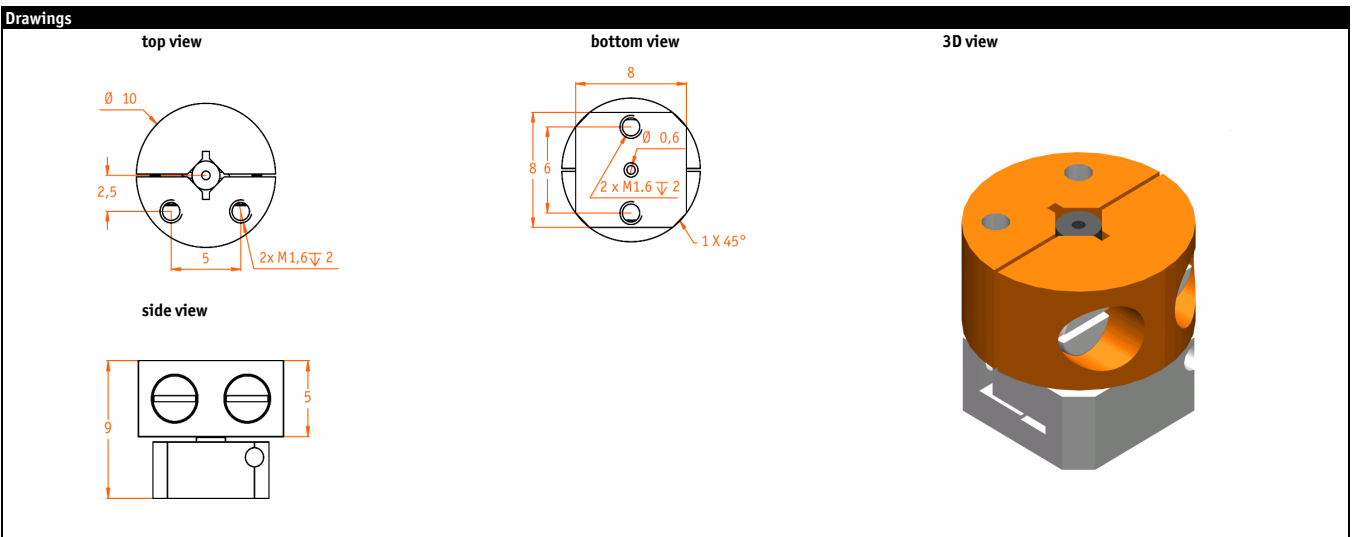 Drawings
top view
bottom view
3D view
Ø 10
2,5
5
2x M1,6↧ 2
8
8
6
Ø 0,6
2 x M1.6 ↧ 2
1 X 45°
side view
9
5